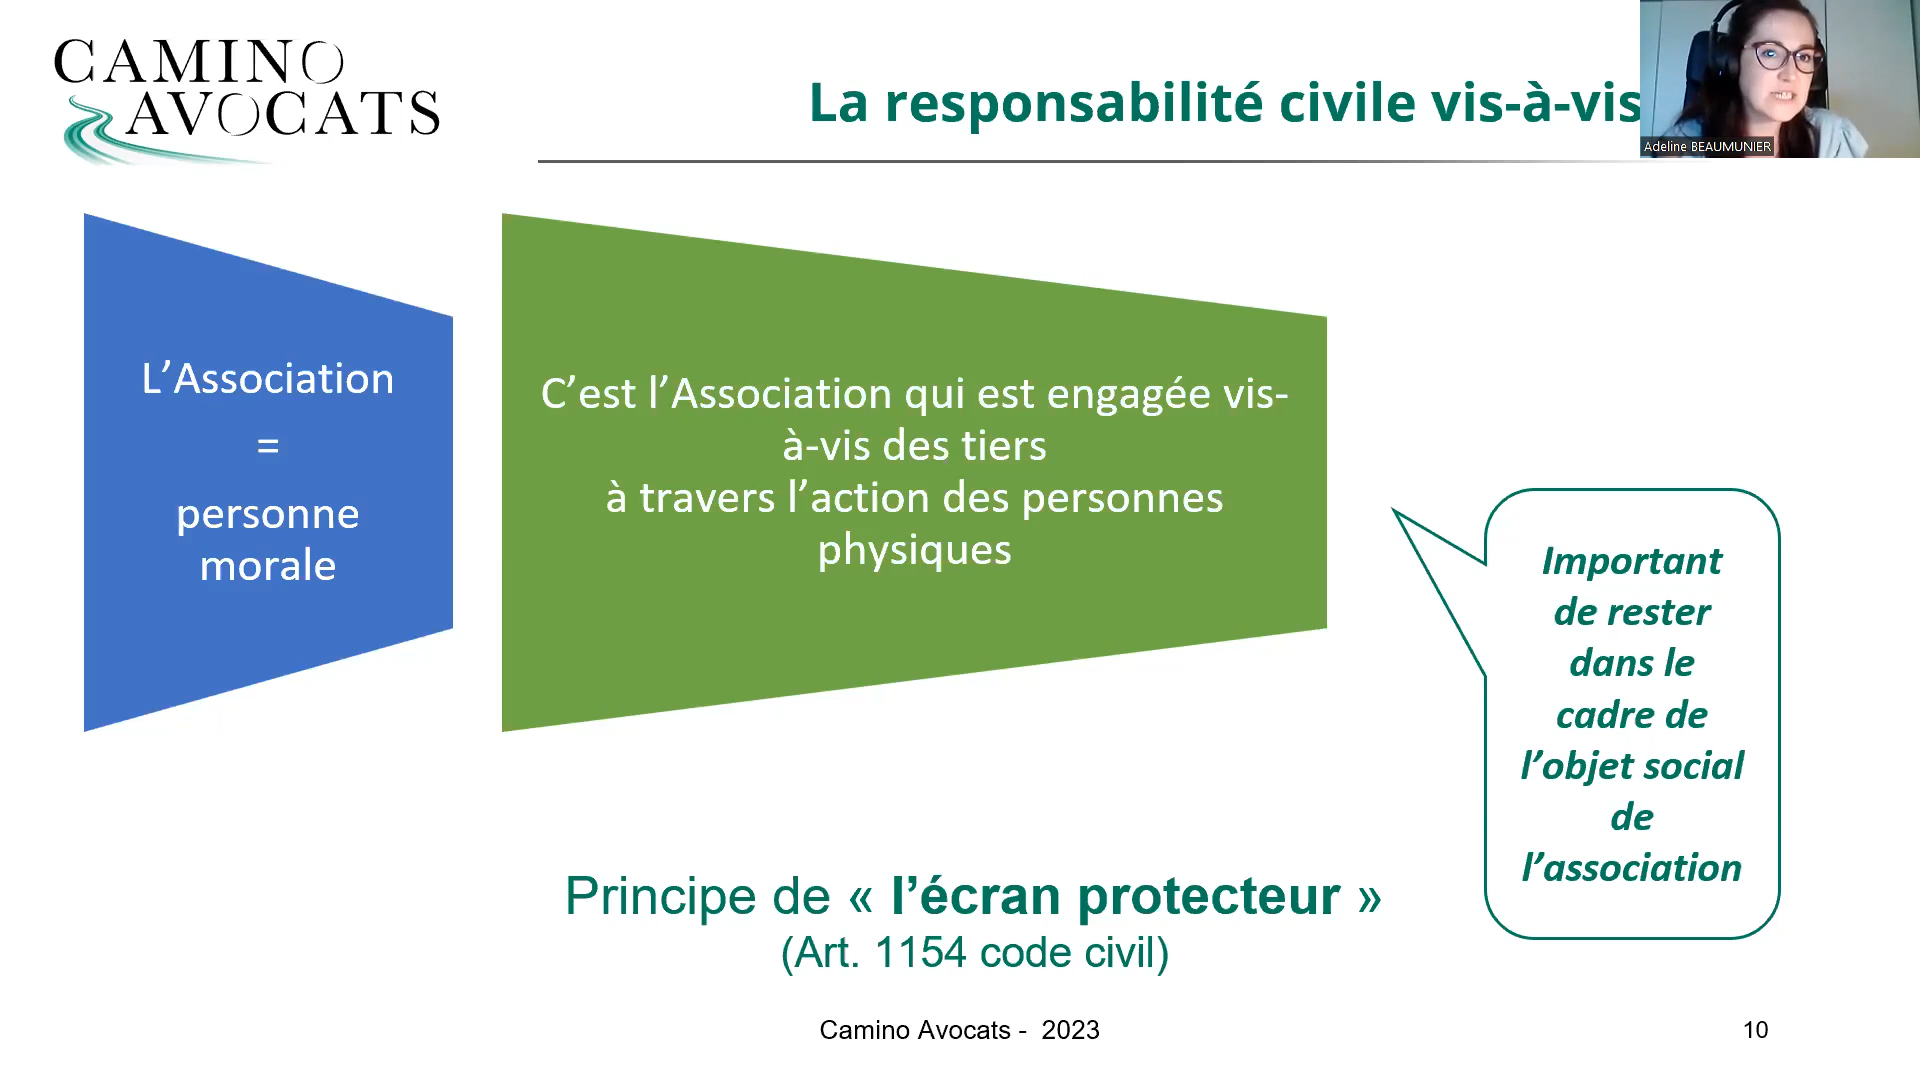 CAMINO
AVOCATS
La responsabilité civile vis-à-vis
Adeline BEAUMUNIER
L’Association
=
personne
morale
C’est l’Association qui est engagée vis-
à-vis des tiers
à travers l’action des personnes
physiques
Important
de rester
dans le
cadre de
l’objet social
de
l’association
Principe de « l’écran protecteur »
(Art. 1154 code civil)
Camino Avocats - 2023
10